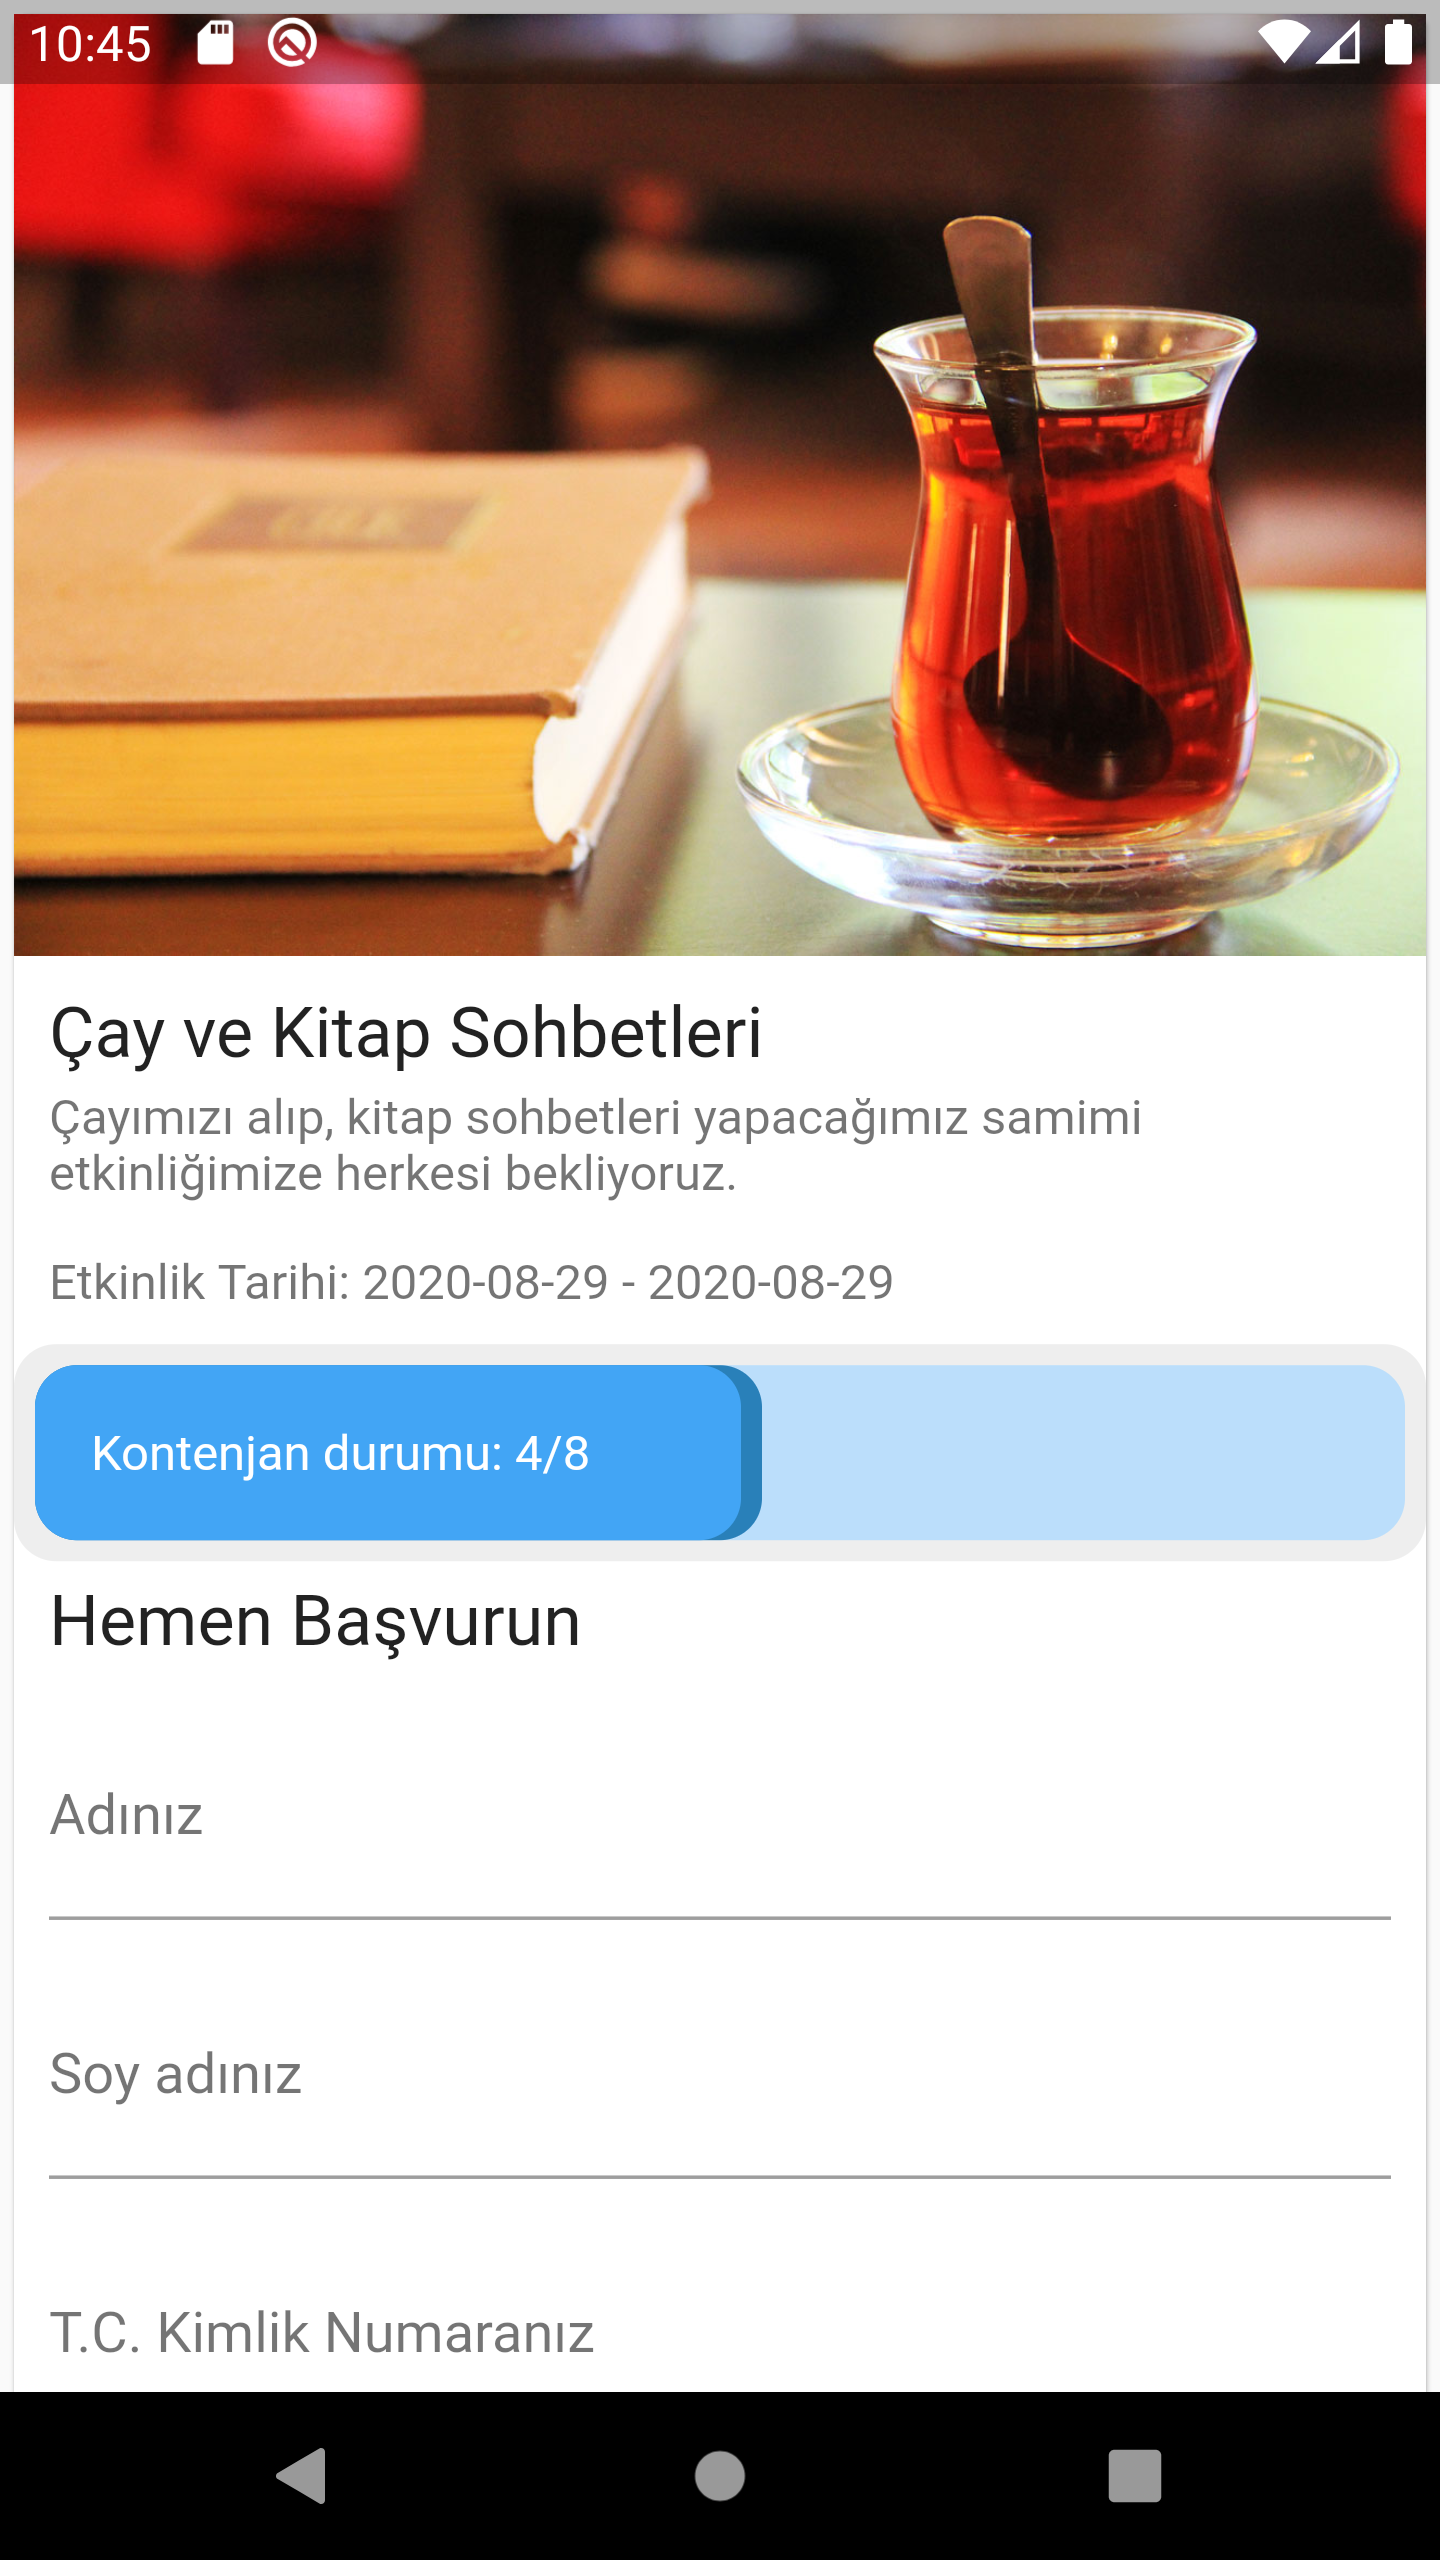 10:45
Çay ve Kitap Sohbetleri
Çayımızı alıp, kitap sohbetleri yapacağımız samimi
etkinliğimize herkesi bekliyoruz.
Etkinlik Tarihi: 2020-08-29 - 2020-08-29
Kontenjan durumu: 4/8
Hemen Başvurun
Adınız
Soy adınız
T.C. Kimlik Numaranız